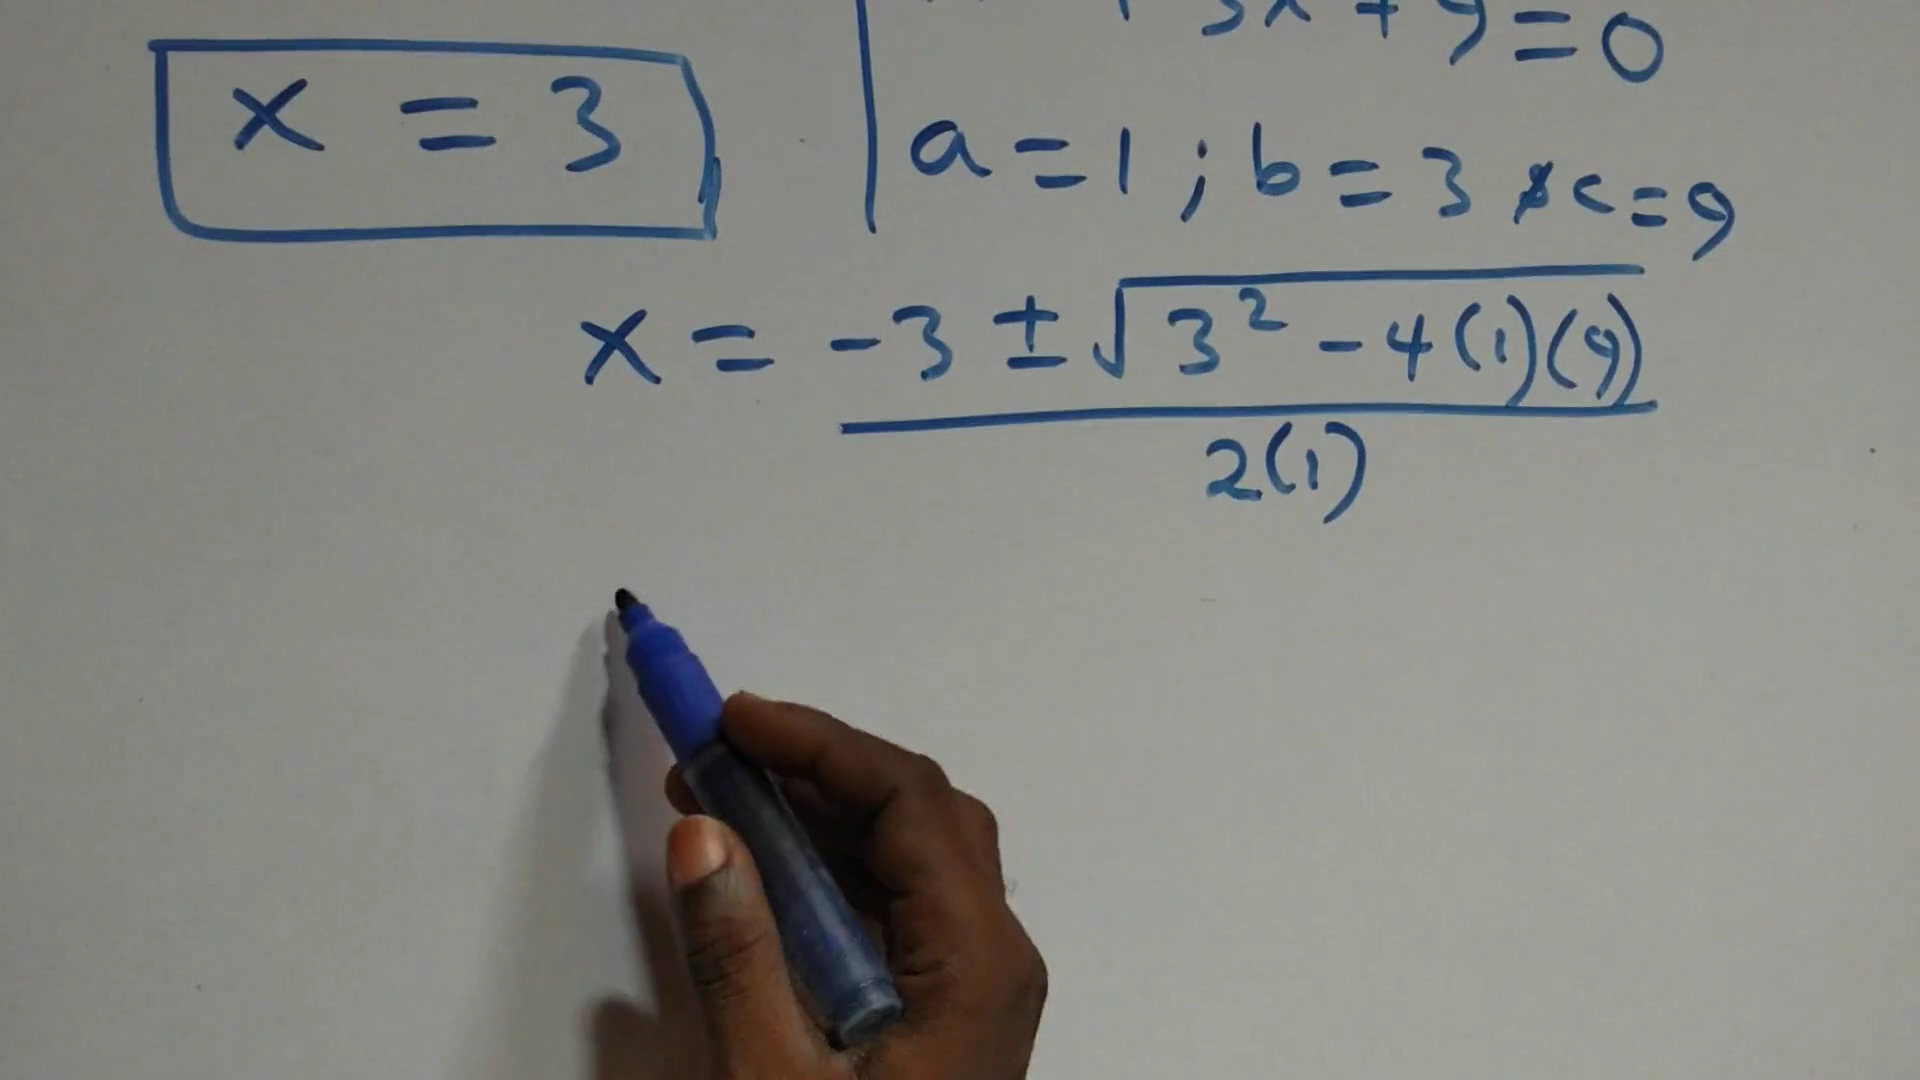 x = 3
+ 3x + 9 = 0
a = 1 ; b = 3 & c = 9
x = -3 ± √3² - 4(1)(9)
2(1)